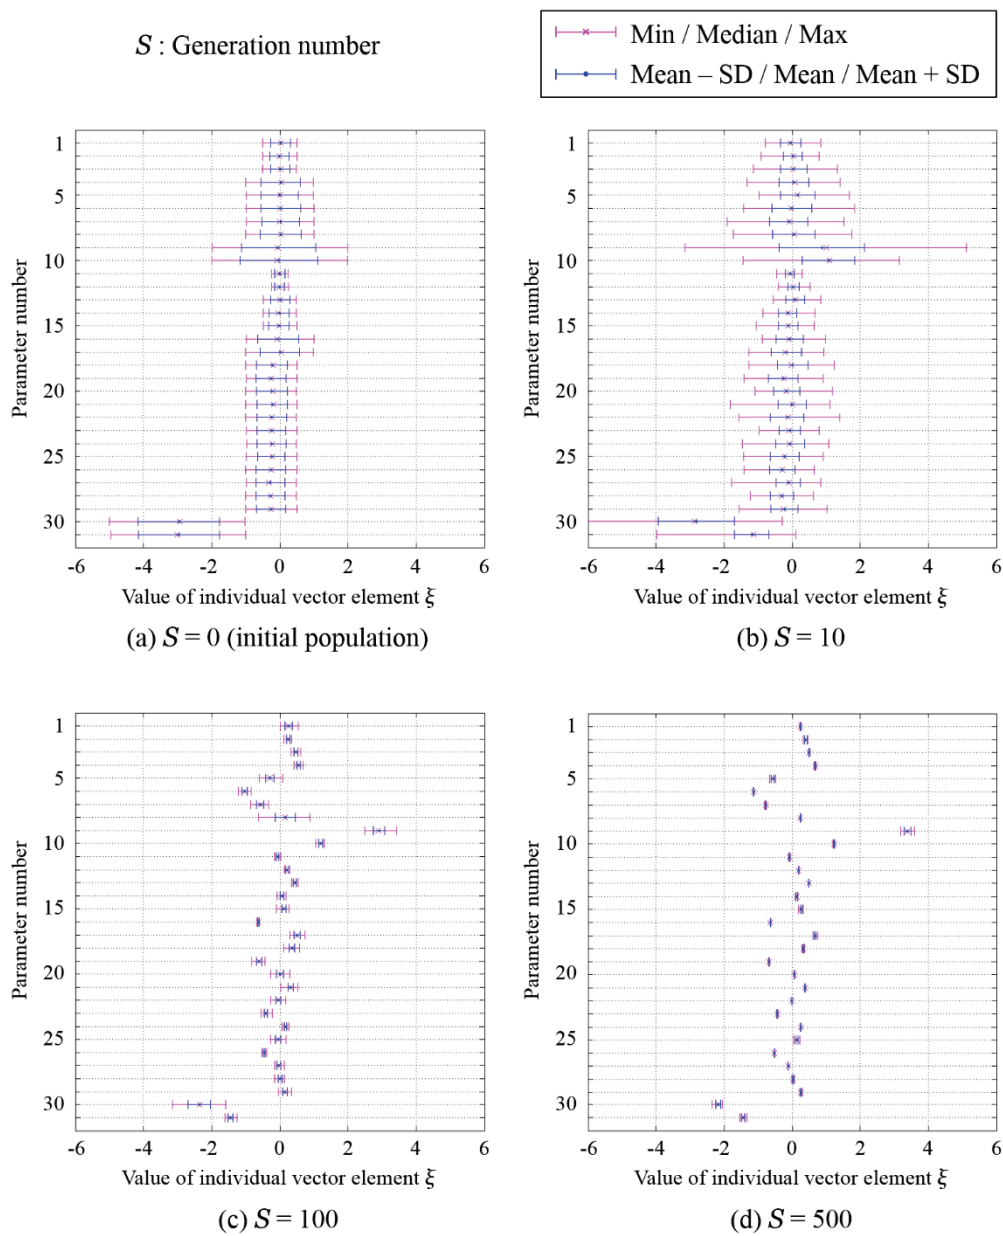 S : Generation number
Min / Median / Max
Mean – SD / Mean / Mean + SD
Parameter number
1
5
10
15
20
25
30
-6 -4 -2 0 2 4 6
Value of individual vector element ξ
(a) S = 0 (initial population)
Parameter number
1
5
10
15
20
25
30
-6 -4 -2 0 2 4 6
Value of individual vector element ξ
(b) S = 10
Parameter number
1
5
10
15
20
25
30
-6 -4 -2 0 2 4 6
Value of individual vector element ξ
(c) S = 100
Parameter number
1
5
10
15
20
25
30
-6 -4 -2 0 2 4 6
Value of individual vector element ξ
(d) S = 500